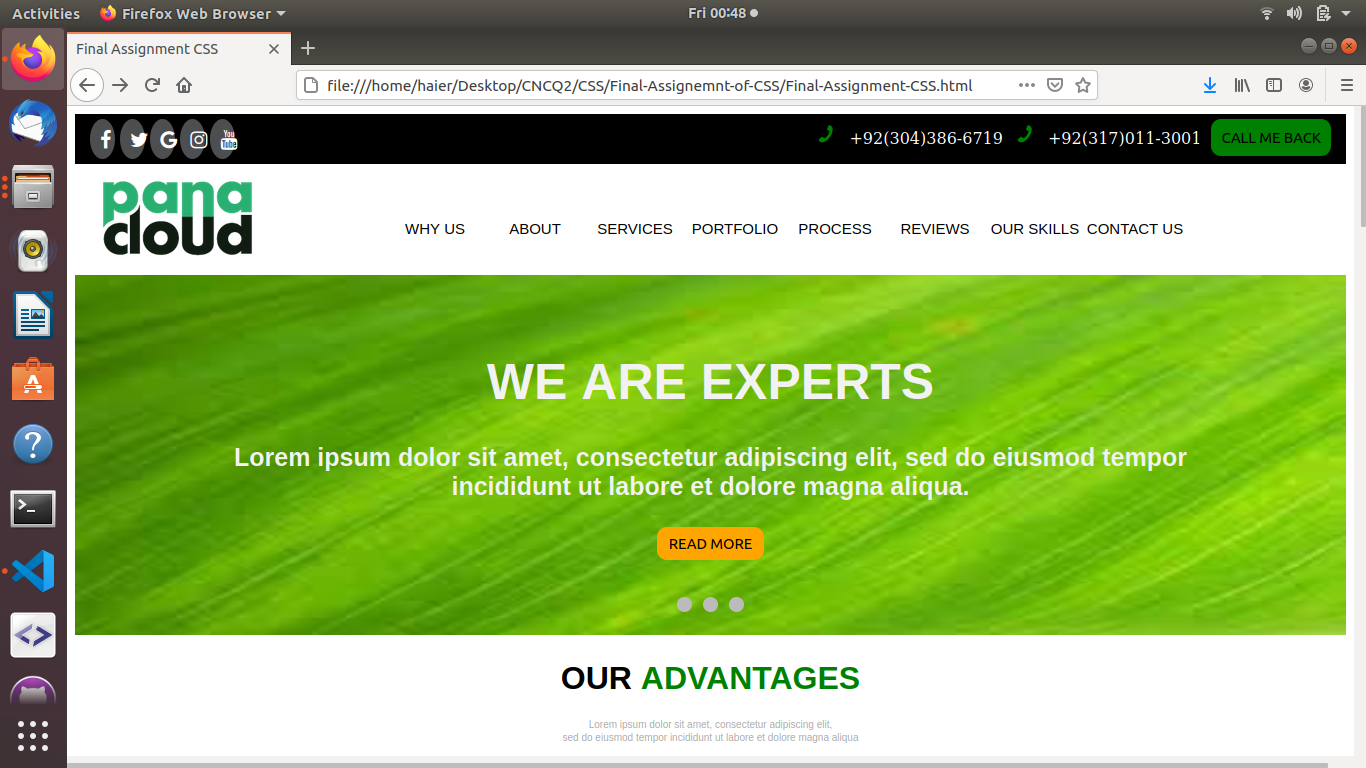 Activities Firefox Web Browser Fri 00:48
Final Assignment CSS
file:///home/haier/Desktop/CNCQ2/CSS/Final-Assignemnt-of-CSS/Final-Assignment-CSS.html
f G You Tube +92(304)386-6719 +92(317)011-3001 CALL ME BACK
pana
cloud
WHY US ABOUT SERVICES PORTFOLIO PROCESS REVIEWS OUR SKILLS CONTACT US
WE ARE EXPERTS
Lorem ipsum dolor sit amet, consectetur adipiscing elit, sed do eiusmod tempor
incididunt ut labore et dolore magna aliqua.
READ MORE
OUR ADVANTAGES
Lorem ipsum dolor sit amet, consectetur adipiscing elit,
sed do eiusmod tempor incididunt ut labore et dolore magna aliqua